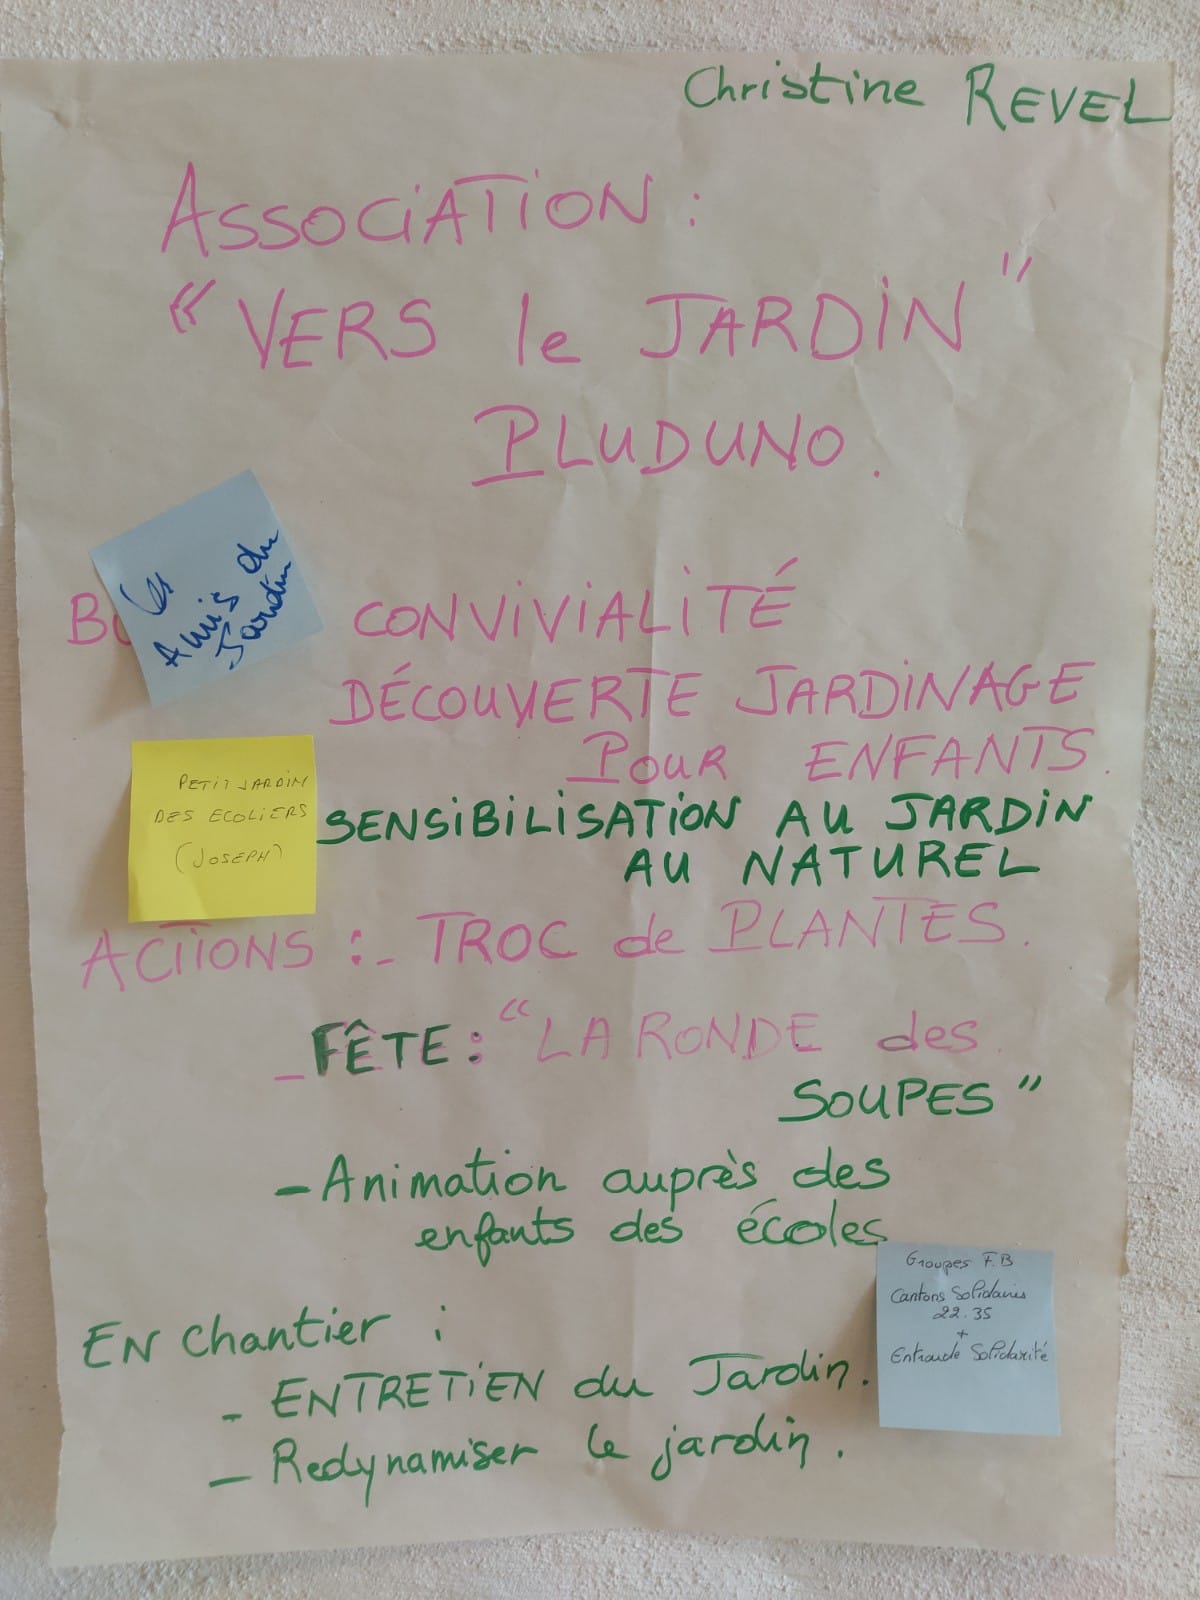 Christine REVEL
ASSOCIATION :
"VERS le JARDIN"
PLUDUNO.
Les
Amis du
Jardin
CONVIVIALITÉ
DÉCOUVERTE JARDINAGE
POUR ENFANTS.
PETIT JARDIN
DES ECOLIERS
(JOSEPH)
SENSIBILISATION AU JARDIN
AU NATUREL
ACTIONS :- TROC de PLANTES.
- FÊTE : "LA RONDE des
SOUPES"
- Animation auprès des
enfants des écoles
Groupes F.B
Cantons Solidaires
22.35
+
Entraide Solidarité
EN chantier :
- ENTRETIEN du Jardin.
- Redynamiser le jardin.